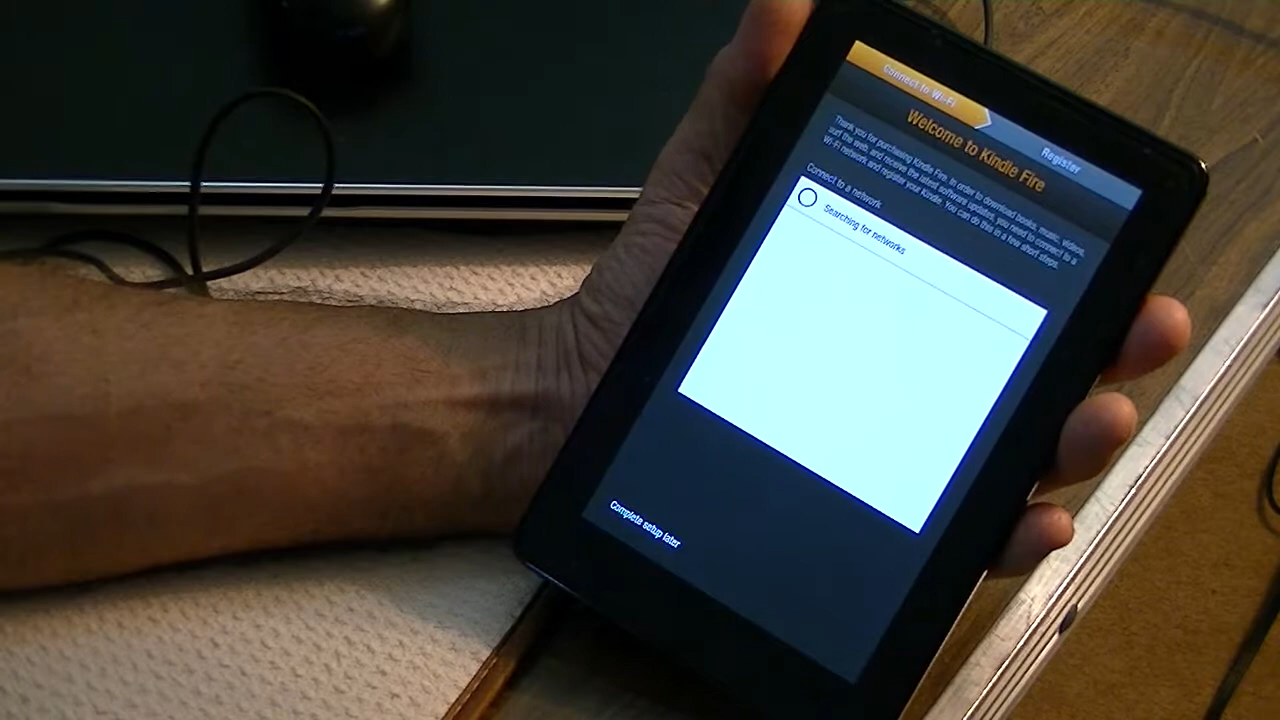 Connect to Wi-Fi
Register
Welcome to Kindle Fire
Thank you for purchasing Kindle Fire. In order to download books, music, videos,
surf the web, and receive the latest software updates, you need to connect to a
Wi-Fi network and register your Kindle. You can do this in a few short steps.
Connect to a network
Searching for networks
Complete setup later